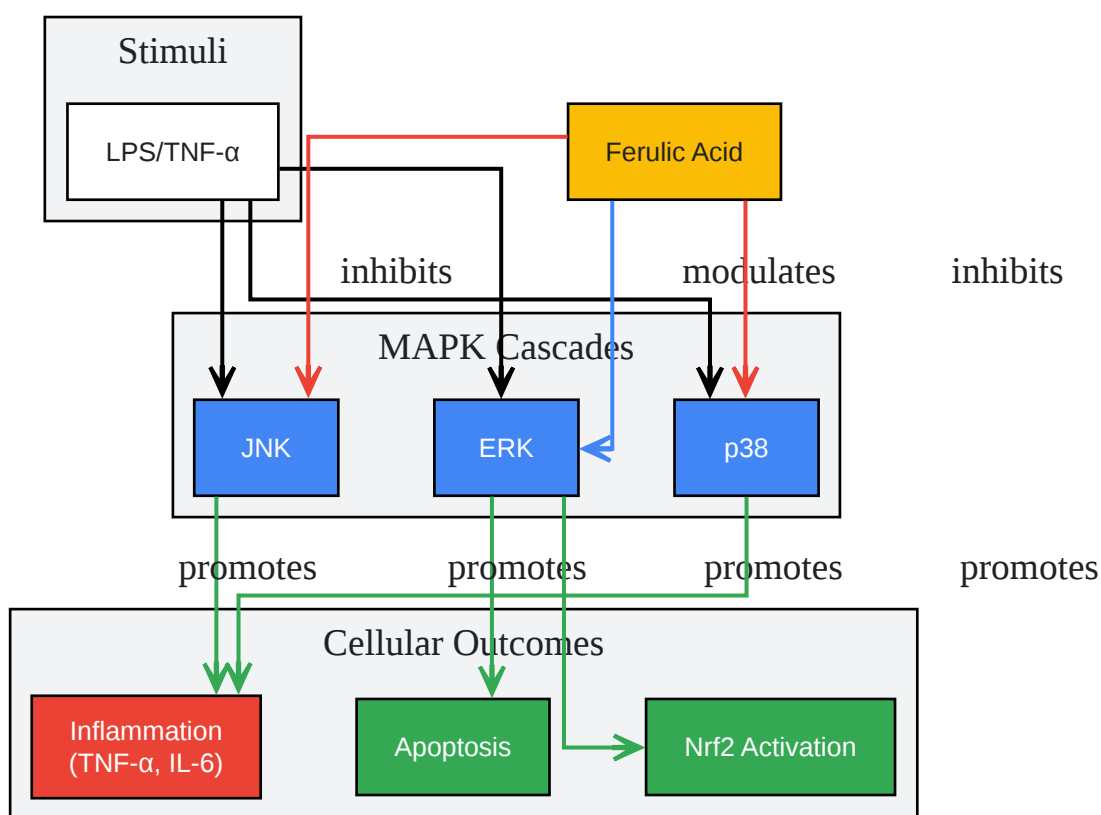 Stimuli
LPS/TNF-α
Ferulic Acid
inhibits
modulates
inhibits
MAPK Cascades
JNK
ERK
p38
promotes
promotes
promotes
promotes
Cellular Outcomes
Inflammation
(TNF-α, IL-6)
Apoptosis
Nrf2 Activation